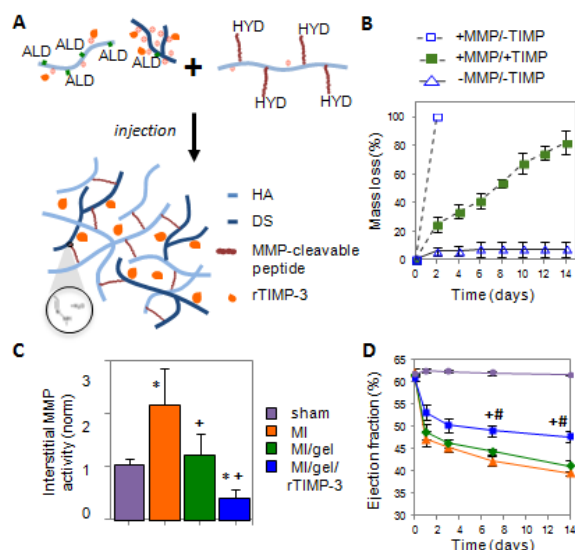 A
ALD
ALD
ALD
ALD
ALD
+
HYD
HYD
HYD
HYD
injection
HA
DS
MMP-cleavable
peptide
rTIMP-3
B
+MMP/-TIMP
+MMP/+TIMP
-MMP/-TIMP
Mass loss (%)
100
80
60
40
20
0
0 2 4 6 8 10 12 14
Time (days)
C
Interstitial MMP
activity (norm)
3
2
1
0
*
+
* +
sham
MI
MI/gel
MI/gel/
rTIMP-3
D
Ejection fraction (%)
65
60
55
50
45
40
35
30
+#
+#
0 2 4 6 8 10 12 14
Time (days)